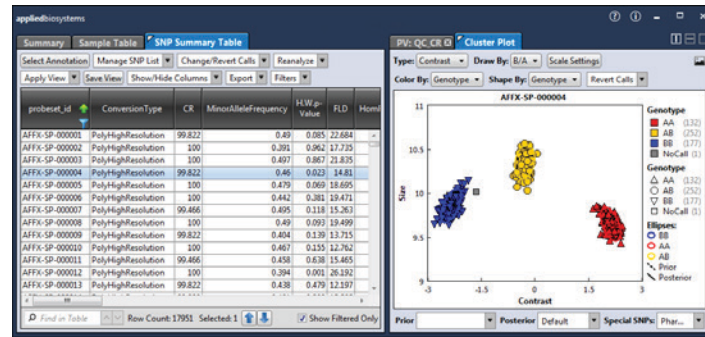 appliedbiosystems
Summary Sample Table SNP Summary Table
Select Annotation Manage SNP List Change/Revert Calls Reanalyze
Apply View Save View Show/Hide Columns Export Filters
probeset_id ConversionType CR MinorAlleleFrequency H.W.p-Value FLD
AFFX-SP-000001 PolyHighResolution 99.822 0.49 0.085 22.684
AFFX-SP-000002 PolyHighResolution 100 0.391 0.962 17.735
AFFX-SP-000003 PolyHighResolution 100 0.497 0.867 21.835
AFFX-SP-000004 PolyHighResolution 99.822 0.46 0.023 14.81
AFFX-SP-000005 PolyHighResolution 100 0.479 0.069 18.695
AFFX-SP-000006 PolyHighResolution 100 0.442 0.381 19.471
AFFX-SP-000007 PolyHighResolution 99.466 0.495 0.118 15.263
AFFX-SP-000008 PolyHighResolution 100 0.49 0.093 19.499
AFFX-SP-000009 PolyHighResolution 99.822 0.404 0.139 13.715
AFFX-SP-000010 PolyHighResolution 100 0.467 0.155 12.762
AFFX-SP-000011 PolyHighResolution 99.466 0.458 0.638 15.465
AFFX-SP-000012 PolyHighResolution 100 0.394 0.001 26.192
AFFX-SP-000013 PolyHighResolution 99.822 0.438 0.479 12.197
Find in Table Row Count: 17951 Selected: 1 Show Filtered Only
PV: QC_CR Cluster Plot
Type: Contrast Draw By: B/A Scale Settings
Color By: Genotype Shape By: Genotype Revert Calls
AFFX-SP-000004
11
10.5
10
9.5
9
Size
-3 -1.5 0 1.5 3
Contrast
Genotype
AA (132)
AB (252)
BB (177)
NoCall (1)
Genotype
AA (132)
AB (252)
BB (177)
NoCall (1)
Ellipses:
BB
AA
AB
Prior
Posterior
Prior Posterior Default Special SNPs: Phar...